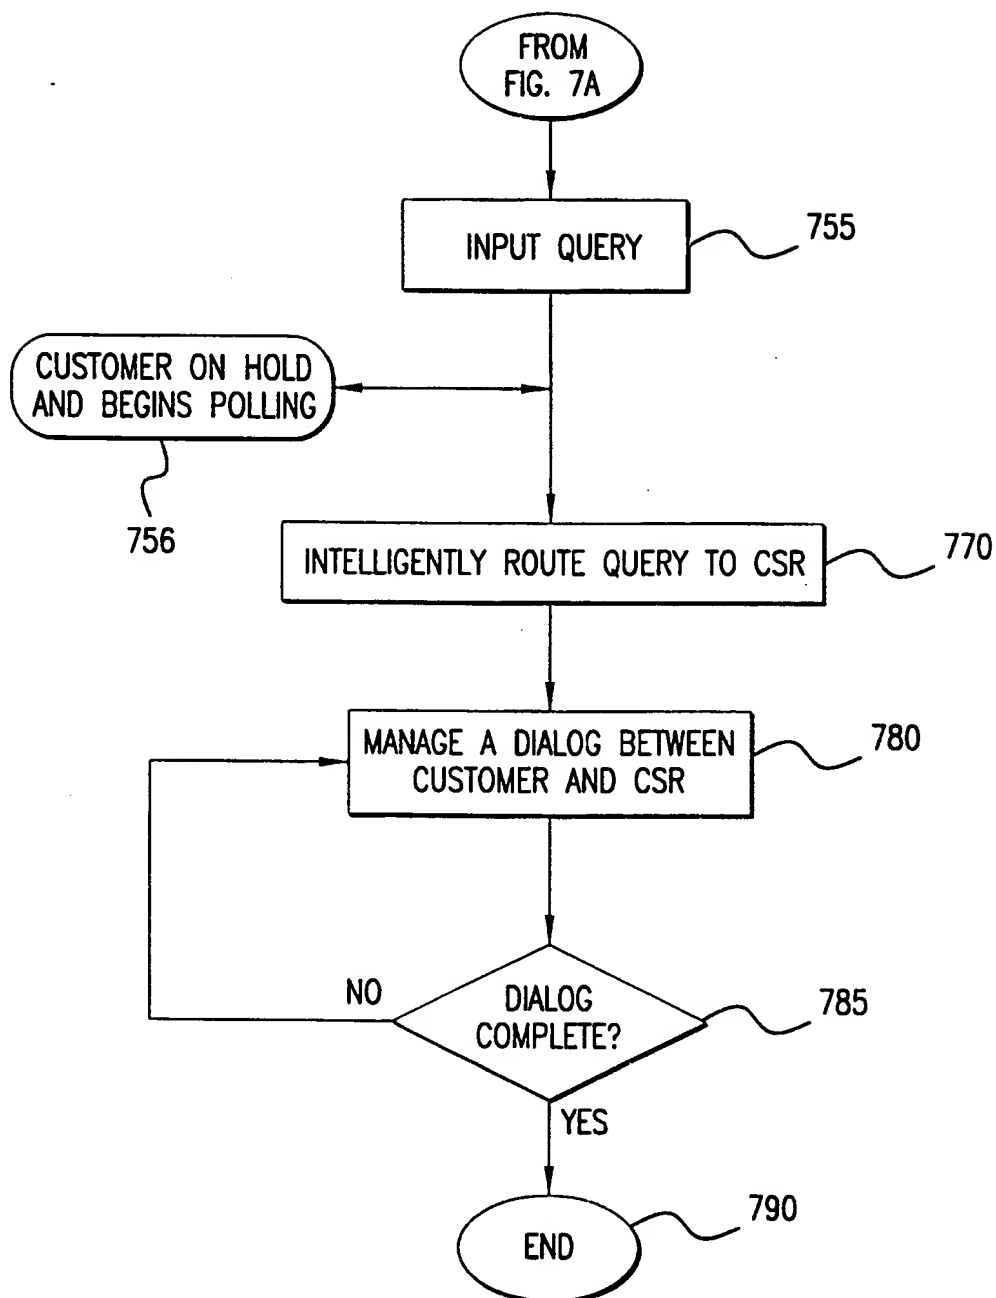 FROM
FIG. 7A
INPUT QUERY
755
CUSTOMER ON HOLD
AND BEGINS POLLING
756
INTELLIGENTLY ROUTE QUERY TO CSR
770
MANAGE A DIALOG BETWEEN
CUSTOMER AND CSR
780
NO
DIALOG
COMPLETE?
785
YES
END
790